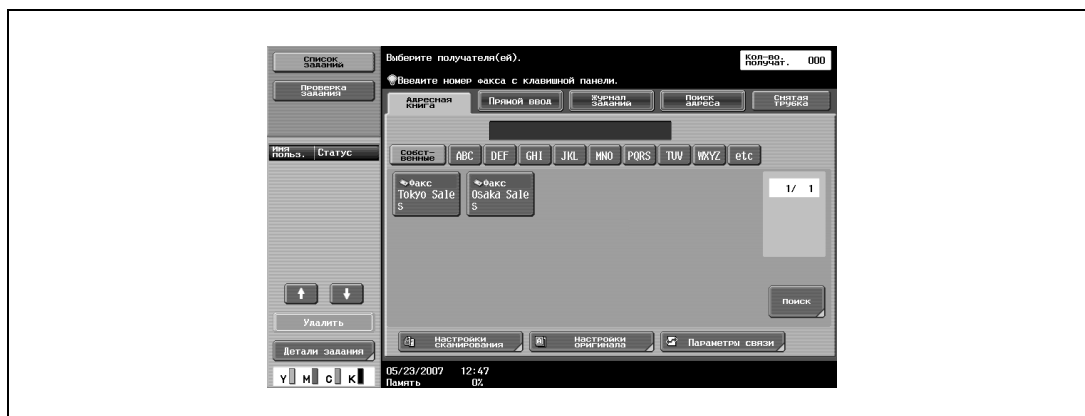 Список
заданий
Проверка
задания
Имя
польз.
Статус
Удалить
Детали задания
Y M C K
Выберите получателя(ей).
Кол-во.
получат.
000
Введите номер факса с клавишной панели.
Адресная
книга
Прямой ввод
Журнал
заданий
Поиск
адреса
Снятая
трубка
Собст-
венные
ABC DEF GHI JKL MNO PQRS TUV WXYZ etc
Факс
Tokyo Sale
s
Факс
Osaka Sale
s
1/ 1
Поиск
Настройки
сканирования
Настройки
оригинала
Параметры связи
05/23/2007 12:47
Память 0%